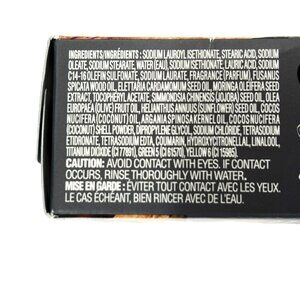 INGREDIENTS/INGRÉDIENTS : SODIUM LAUROYL ISETHIONATE, STEARIC ACID, SODIUM
OLEATE, SODIUM STEARATE, WATER (EAU), SODIUM ISETHIONATE, LAURIC ACID, SODIUM
C14-16 OLEFIN SULFONATE, SODIUM LAURATE, FRAGRANCE (PARFUM), FUSANUS
SPICATA WOOD OIL, ELETTARIA CARDAMOMUM SEED OIL, MORINGA OLEIFERA SEED
EXTRACT, TOCOPHERYL ACETATE, SIMMONDSIA CHINENSIS (JOJOBA) SEED OIL, OLEA
EUROPAEA (OLIVE) FRUIT OIL, HELIANTHUS ANNUUS (SUNFLOWER) SEED OIL, COCOS
NUCIFERA (COCONUT) OIL, ARGANIA SPINOSA KERNEL OIL, COCOS NUCIFERA
(COCONUT) SHELL POWDER, DIPROPYLENE GLYCOL, SODIUM CHLORIDE, TETRASODIUM
ETIDRONATE, TETRASODIUM EDTA, COUMARIN, HYDROXYCITRONELLAL, LINALOOL,
TITANIUM DIOXIDE (CI 77891), GREEN 5 (CI 61570), YELLOW 6 (CI 15985).
CAUTION: AVOID CONTACT WITH EYES. IF CONTACT
OCCURS, RINSE THOROUGHLY WITH WATER.
MISE EN GARDE : ÉVITER TOUT CONTACT AVEC LES YEUX.
LE CAS ÉCHÉANT, BIEN RINCER AVEC DE L'EAU.